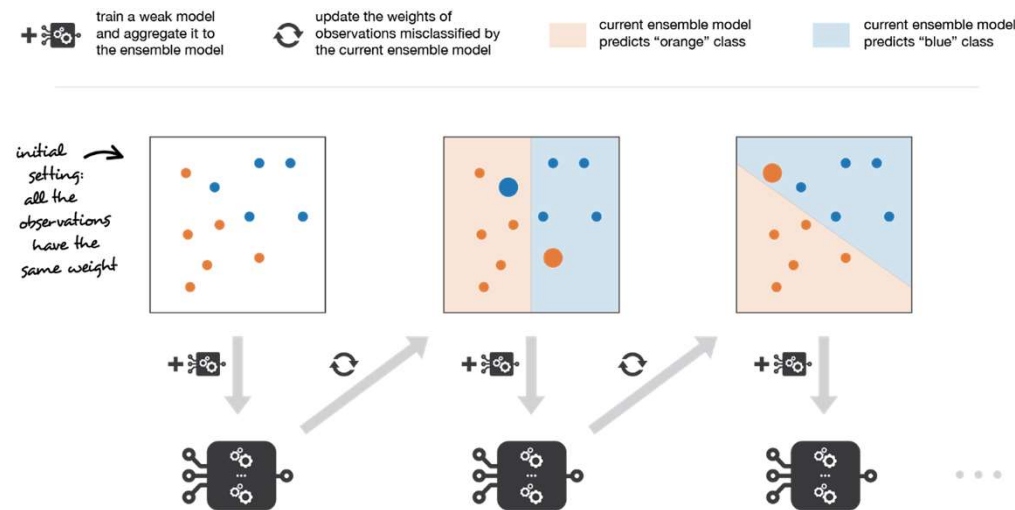 train a weak model
and aggregate it to
the ensemble model
update the weights of
observations misclassified by
the current ensemble model
current ensemble model
predicts “orange” class
current ensemble model
predicts “blue” class
initial
setting:
all the
observations
have the
same weight